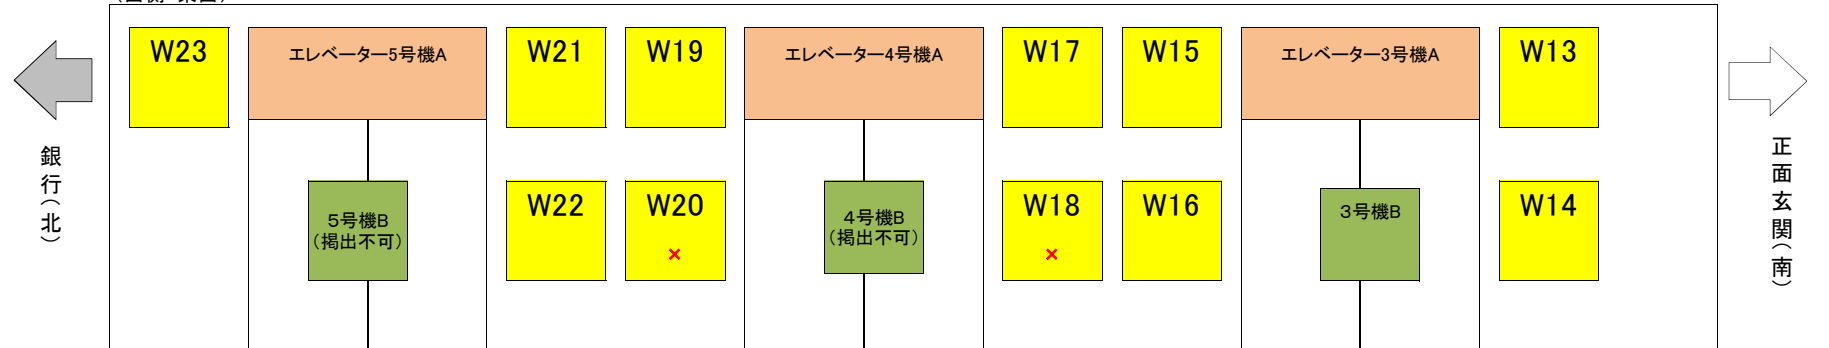 W23
エレベーター5号機A
W21
W19
エレベーター4号機A
W17
W15
エレベーター3号機A
W13
銀行(北)
5号機B
(掲出不可)
W22
W20
×
4号機B
(掲出不可)
W18
×
W16
3号機B
W14
正面玄関(南)